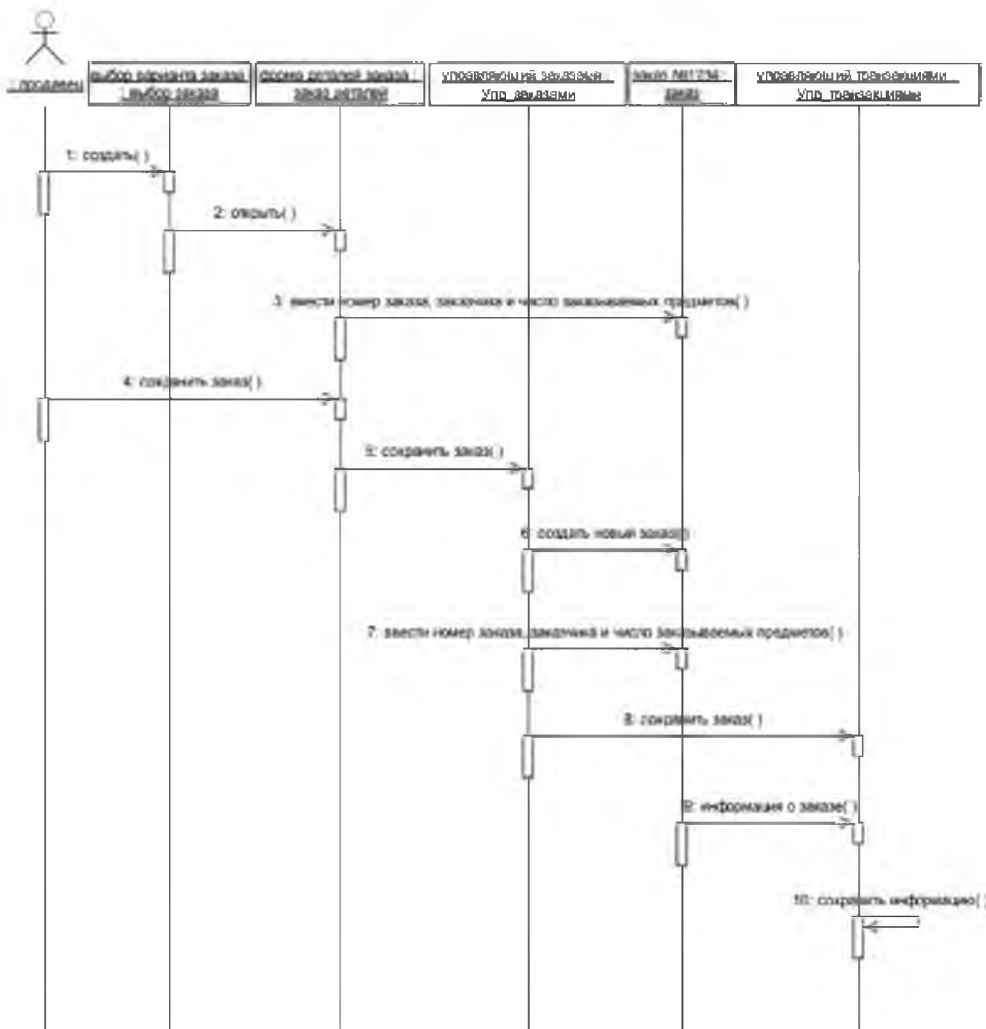 : продавец
выбор варианта заказа
: выбор заказа
форма деталей заказа :
заказ деталей
управляющий заказами :
Упр_заказами
заказ №1234 :
заказ
управляющий транзакциями :
Упр_транзакциями
1: создать( )
2: открыть( )
3: ввести номер заказа, заказчика и число заказываемых предметов( )
4: сохранить заказ( )
5: сохранить заказ( )
6: создать новый заказ( )
7: ввести номер заказа, заказчика и число заказываемых предметов( )
8: сохранить заказ( )
9: информация о заказе( )
10: сохранить информацию( )